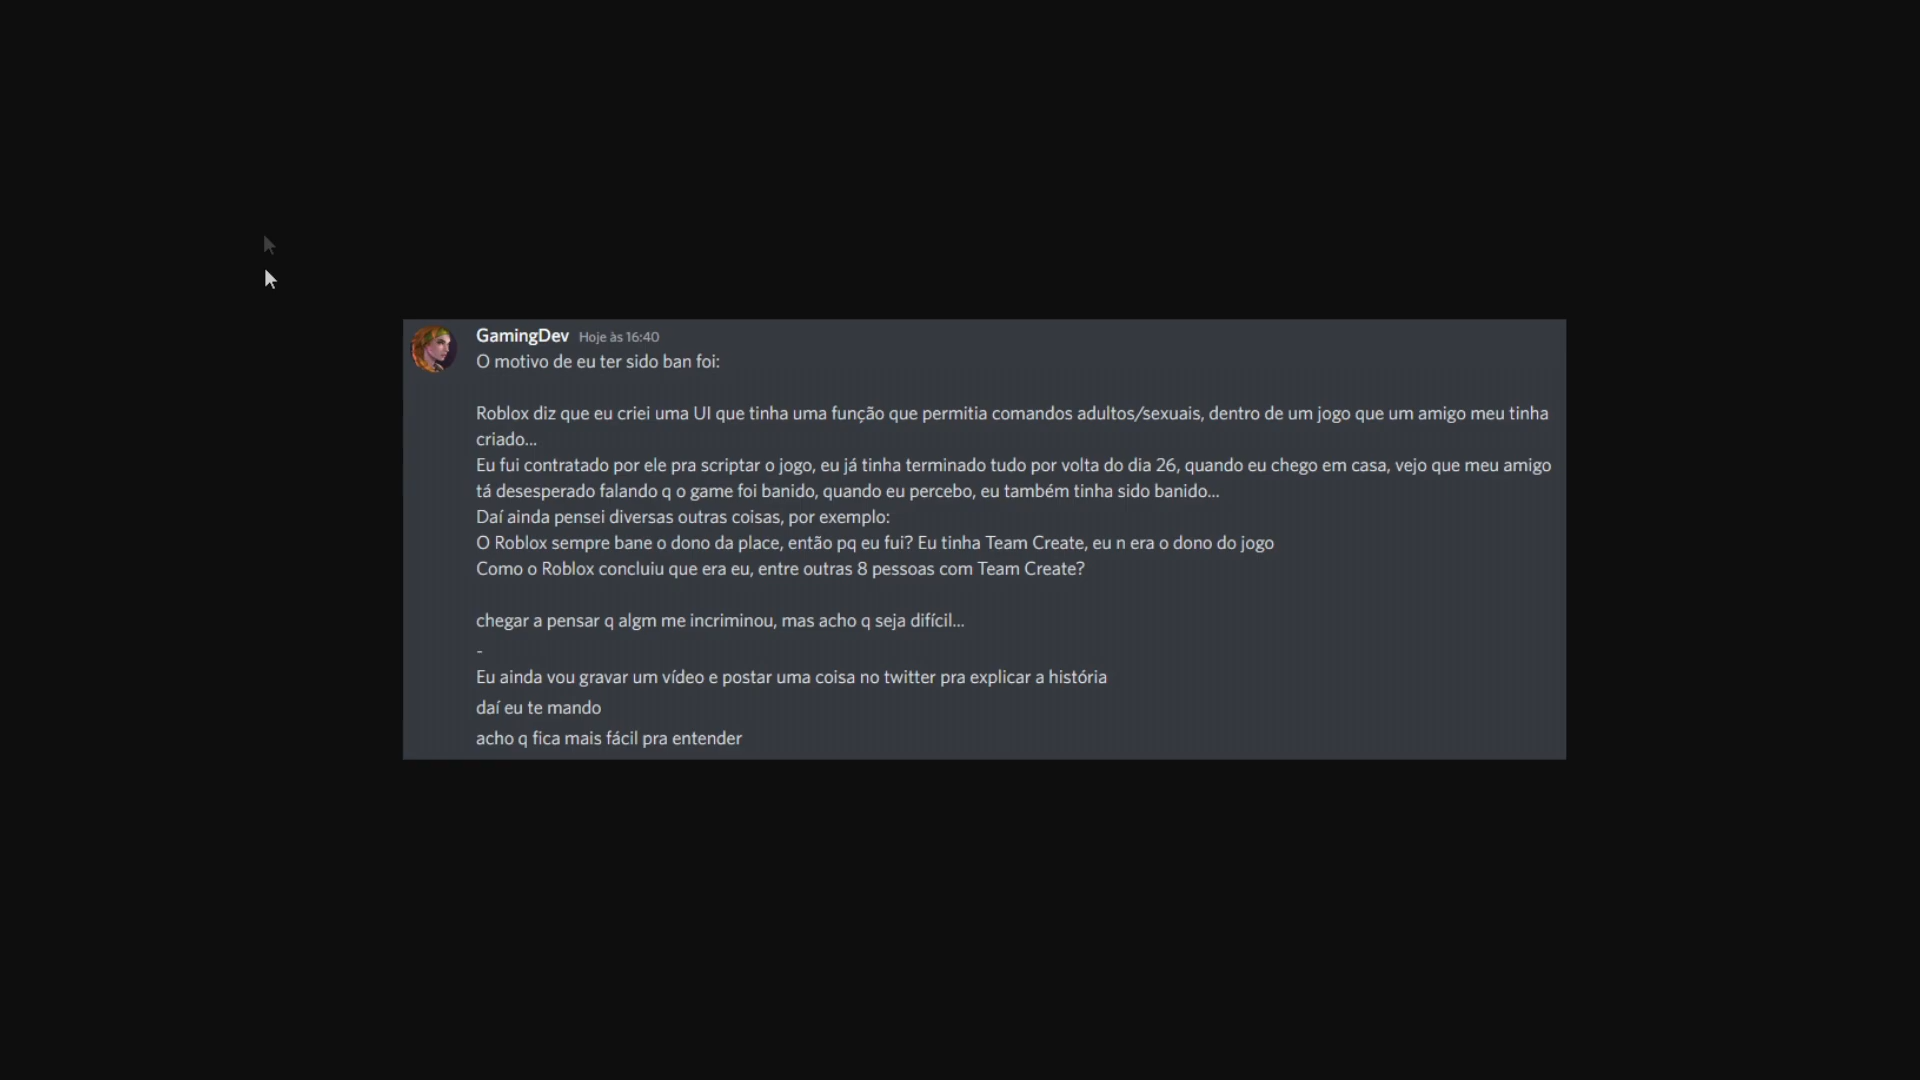 GamingDev Hoje às 16:40
O motivo de eu ter sido ban foi:
Roblox diz que eu criei uma UI que tinha uma função que permitia comandos adultos/sexuais, dentro de um jogo que um amigo meu tinha
criado...
Eu fui contratado por ele pra scriptar o jogo, eu já tinha terminado tudo por volta do dia 26, quando eu chego em casa, vejo que meu amigo
tá desesperado falando q o game foi banido, quando eu percebo, eu também tinha sido banido...
Daí ainda pensei diversas outras coisas, por exemplo:
O Roblox sempre bane o dono da place, então pq eu fui? Eu tinha Team Create, eu n era o dono do jogo
Como o Roblox concluiu que era eu, entre outras 8 pessoas com Team Create?
chegar a pensar q algm me incriminou, mas acho q seja difícil...
-
Eu ainda vou gravar um vídeo e postar uma coisa no twitter pra explicar a história
daí eu te mando
acho q fica mais fácil pra entender